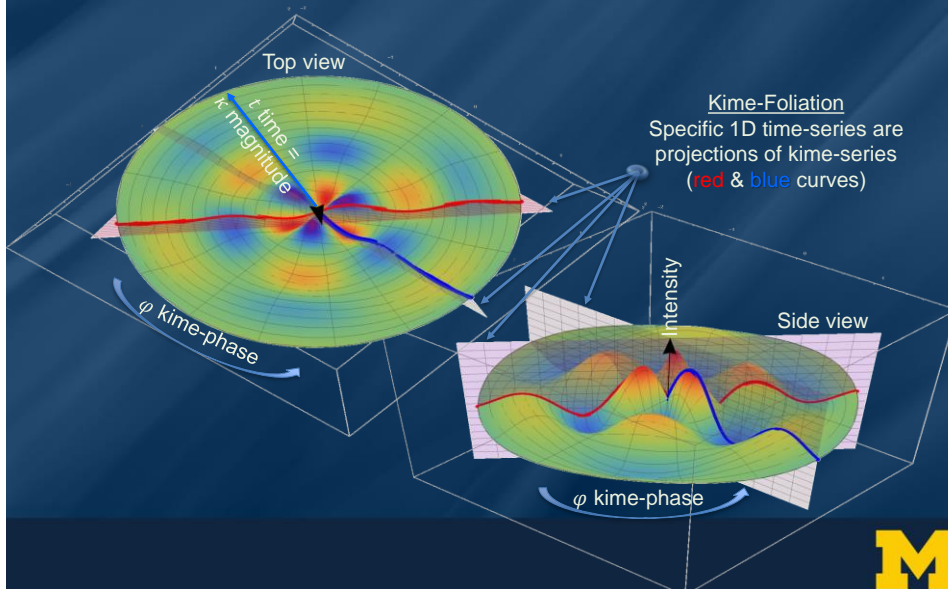 Top view
t time =
κ magnitude
φ kime-phase
Kime-Foliation
Specific 1D time-series are
projections of kime-series
(red & blue curves)
Intensity
Side view
φ kime-phase
M